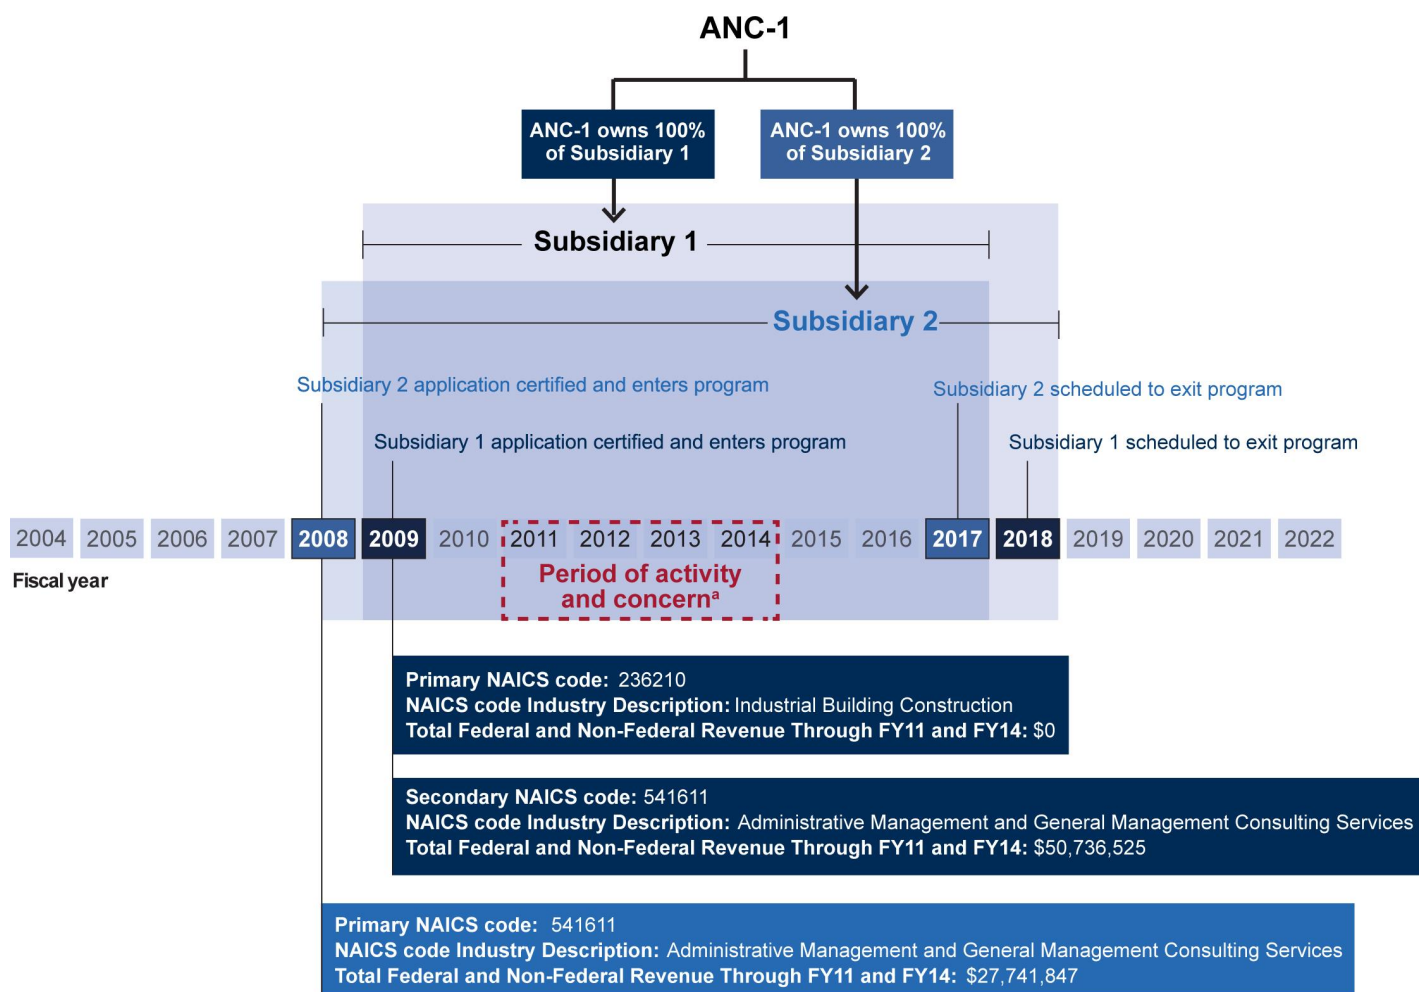 ANC-1
ANC-1 owns 100%
of Subsidiary 1
ANC-1 owns 100%
of Subsidiary 2
Subsidiary 1
Subsidiary 2
Subsidiary 2 application certified and enters program
Subsidiary 2 scheduled to exit program
Subsidiary 1 application certified and enters program
Subsidiary 1 scheduled to exit program
2004 2005 2006 2007 2008 2009 2010 2011 2012 2013 2014 2015 2016 2017 2018 2019 2020 2021 2022
Fiscal year
Period of activity
and concernᵃ
Primary NAICS code: 236210
NAICS code Industry Description: Industrial Building Construction
Total Federal and Non-Federal Revenue Through FY11 and FY14: $0
Secondary NAICS code: 541611
NAICS code Industry Description: Administrative Management and General Management Consulting Services
Total Federal and Non-Federal Revenue Through FY11 and FY14: $50,736,525
Primary NAICS code: 541611
NAICS code Industry Description: Administrative Management and General Management Consulting Services
Total Federal and Non-Federal Revenue Through FY11 and FY14: $27,741,847